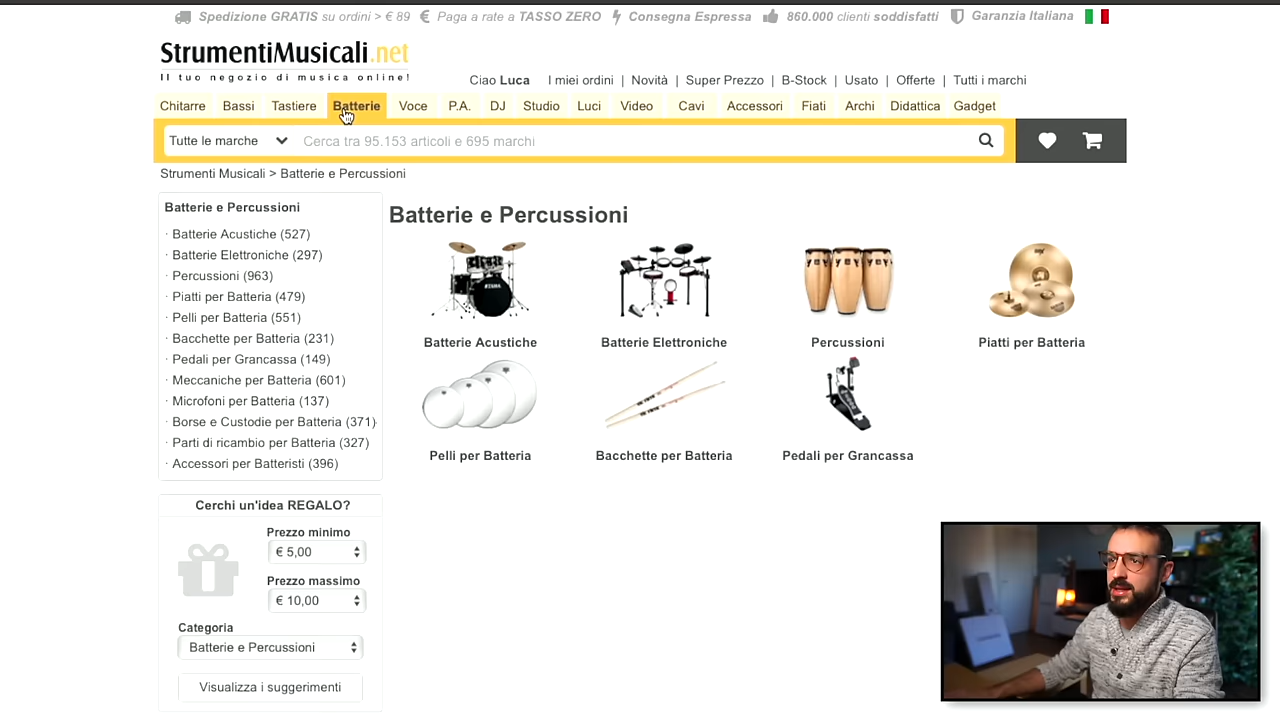 Spedizione GRATIS su ordini > € 89 € Paga a rate a TASSO ZERO Consegna Espressa 860.000 clienti soddisfatti Garanzia Italiana
StrumentiMusicali.net
Il tuo negozio di musica online!
Ciao Luca I miei ordini | Novità | Super Prezzo | B-Stock | Usato | Offerte | Tutti i marchi
Chitarre Bassi Tastiere Batterie Voce P.A. DJ Studio Luci Video Cavi Accessori Fiati Archi Didattica Gadget
Tutte le marche Cerca tra 95.153 articoli e 695 marchi
Strumenti Musicali > Batterie e Percussioni
Batterie e Percussioni
· Batterie Acustiche (527)
· Batterie Elettroniche (297)
· Percussioni (963)
· Piatti per Batteria (479)
· Pelli per Batteria (551)
· Bacchette per Batteria (231)
· Pedali per Grancassa (149)
· Meccaniche per Batteria (601)
· Microfoni per Batteria (137)
· Borse e Custodie per Batteria (371)
· Parti di ricambio per Batteria (327)
· Accessori per Batteristi (396)
Cerchi un'idea REGALO?
Prezzo minimo
€ 5,00
Prezzo massimo
€ 10,00
Categoria
Batterie e Percussioni
Visualizza i suggerimenti
Batterie e Percussioni
TAMA
Batterie Acustiche Batterie Elettroniche Percussioni Piatti per Batteria
Pelli per Batteria Bacchette per Batteria Pedali per Grancassa